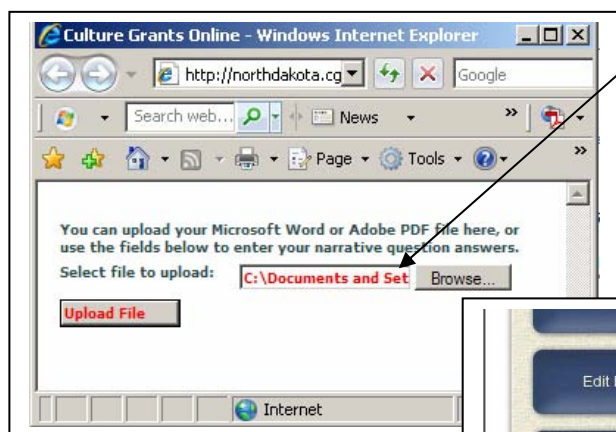 Culture Grants Online - Windows Internet Explorer
http://northdakota.cg
Google
Search web...
News
»
Page
Tools
»
You can upload your Microsoft Word or Adobe PDF file here, or
use the fields below to enter your narrative question answers.
Select file to upload:
C:\Documents and Set
Browse...
Upload File
Internet
Edit